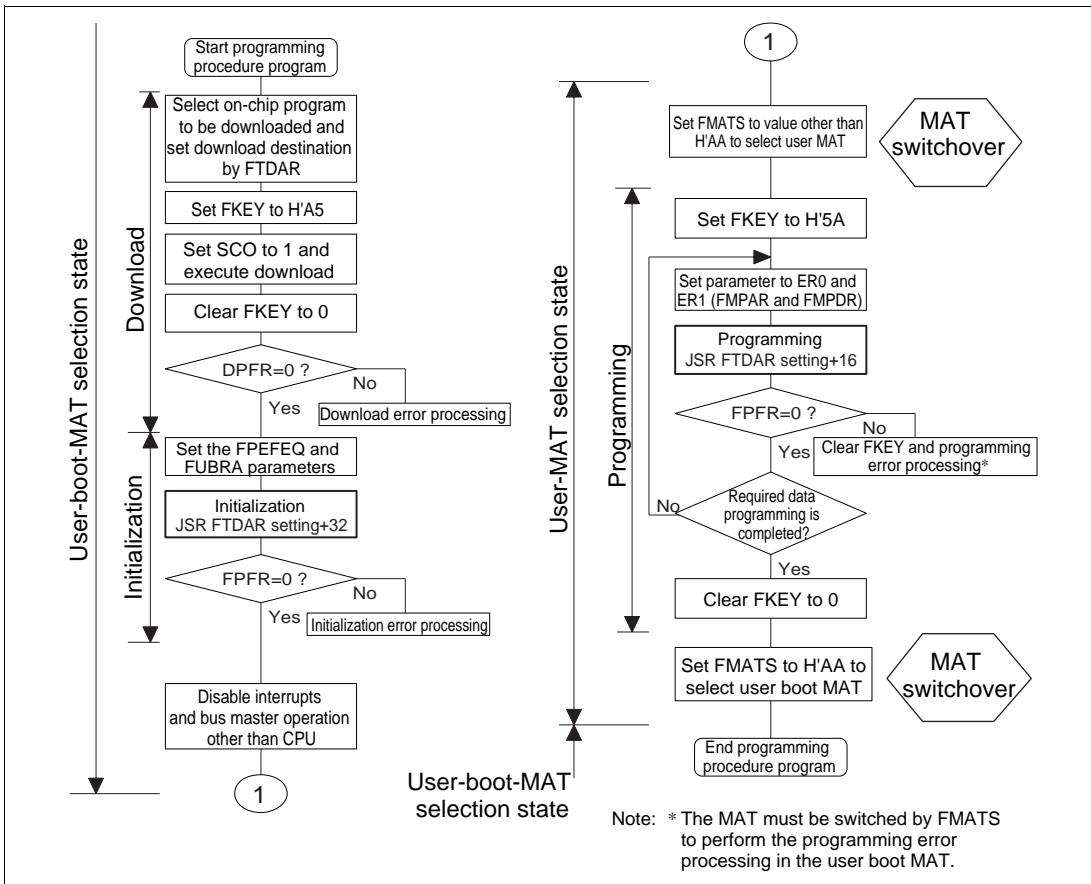 Start programming
procedure program
Select on-chip program
to be downloaded and
set download destination
by FTDAR
Set FKEY to H'A5
Set SCO to 1 and
execute download
Clear FKEY to 0
DPFR=0 ?
No
Yes
Download error processing
Set the FPEFEQ and
FUBRA parameters
Initialization
JSR FTDAR setting+32
FPFR=0 ?
No
Yes
Initialization error processing
Disable interrupts
and bus master operation
other than CPU
1
User-boot-MAT selection state
Download
Initialization
1
Set FMATS to value other than
H'AA to select user MAT
MAT
switchover
Set FKEY to H'5A
Set parameter to ER0 and
ER1 (FMPAR and FMPDR)
Programming
JSR FTDAR setting+16
FPFR=0 ?
No
Yes
Clear FKEY and programming
error processing*
No
Required data
programming is
completed?
Yes
Clear FKEY to 0
Set FMATS to H'AA to
select user boot MAT
MAT
switchover
End programming
procedure program
User-MAT selection state
Programming
User-boot-MAT
selection state
Note: * The MAT must be switched by FMATS
to perform the programming error
processing in the user boot MAT.